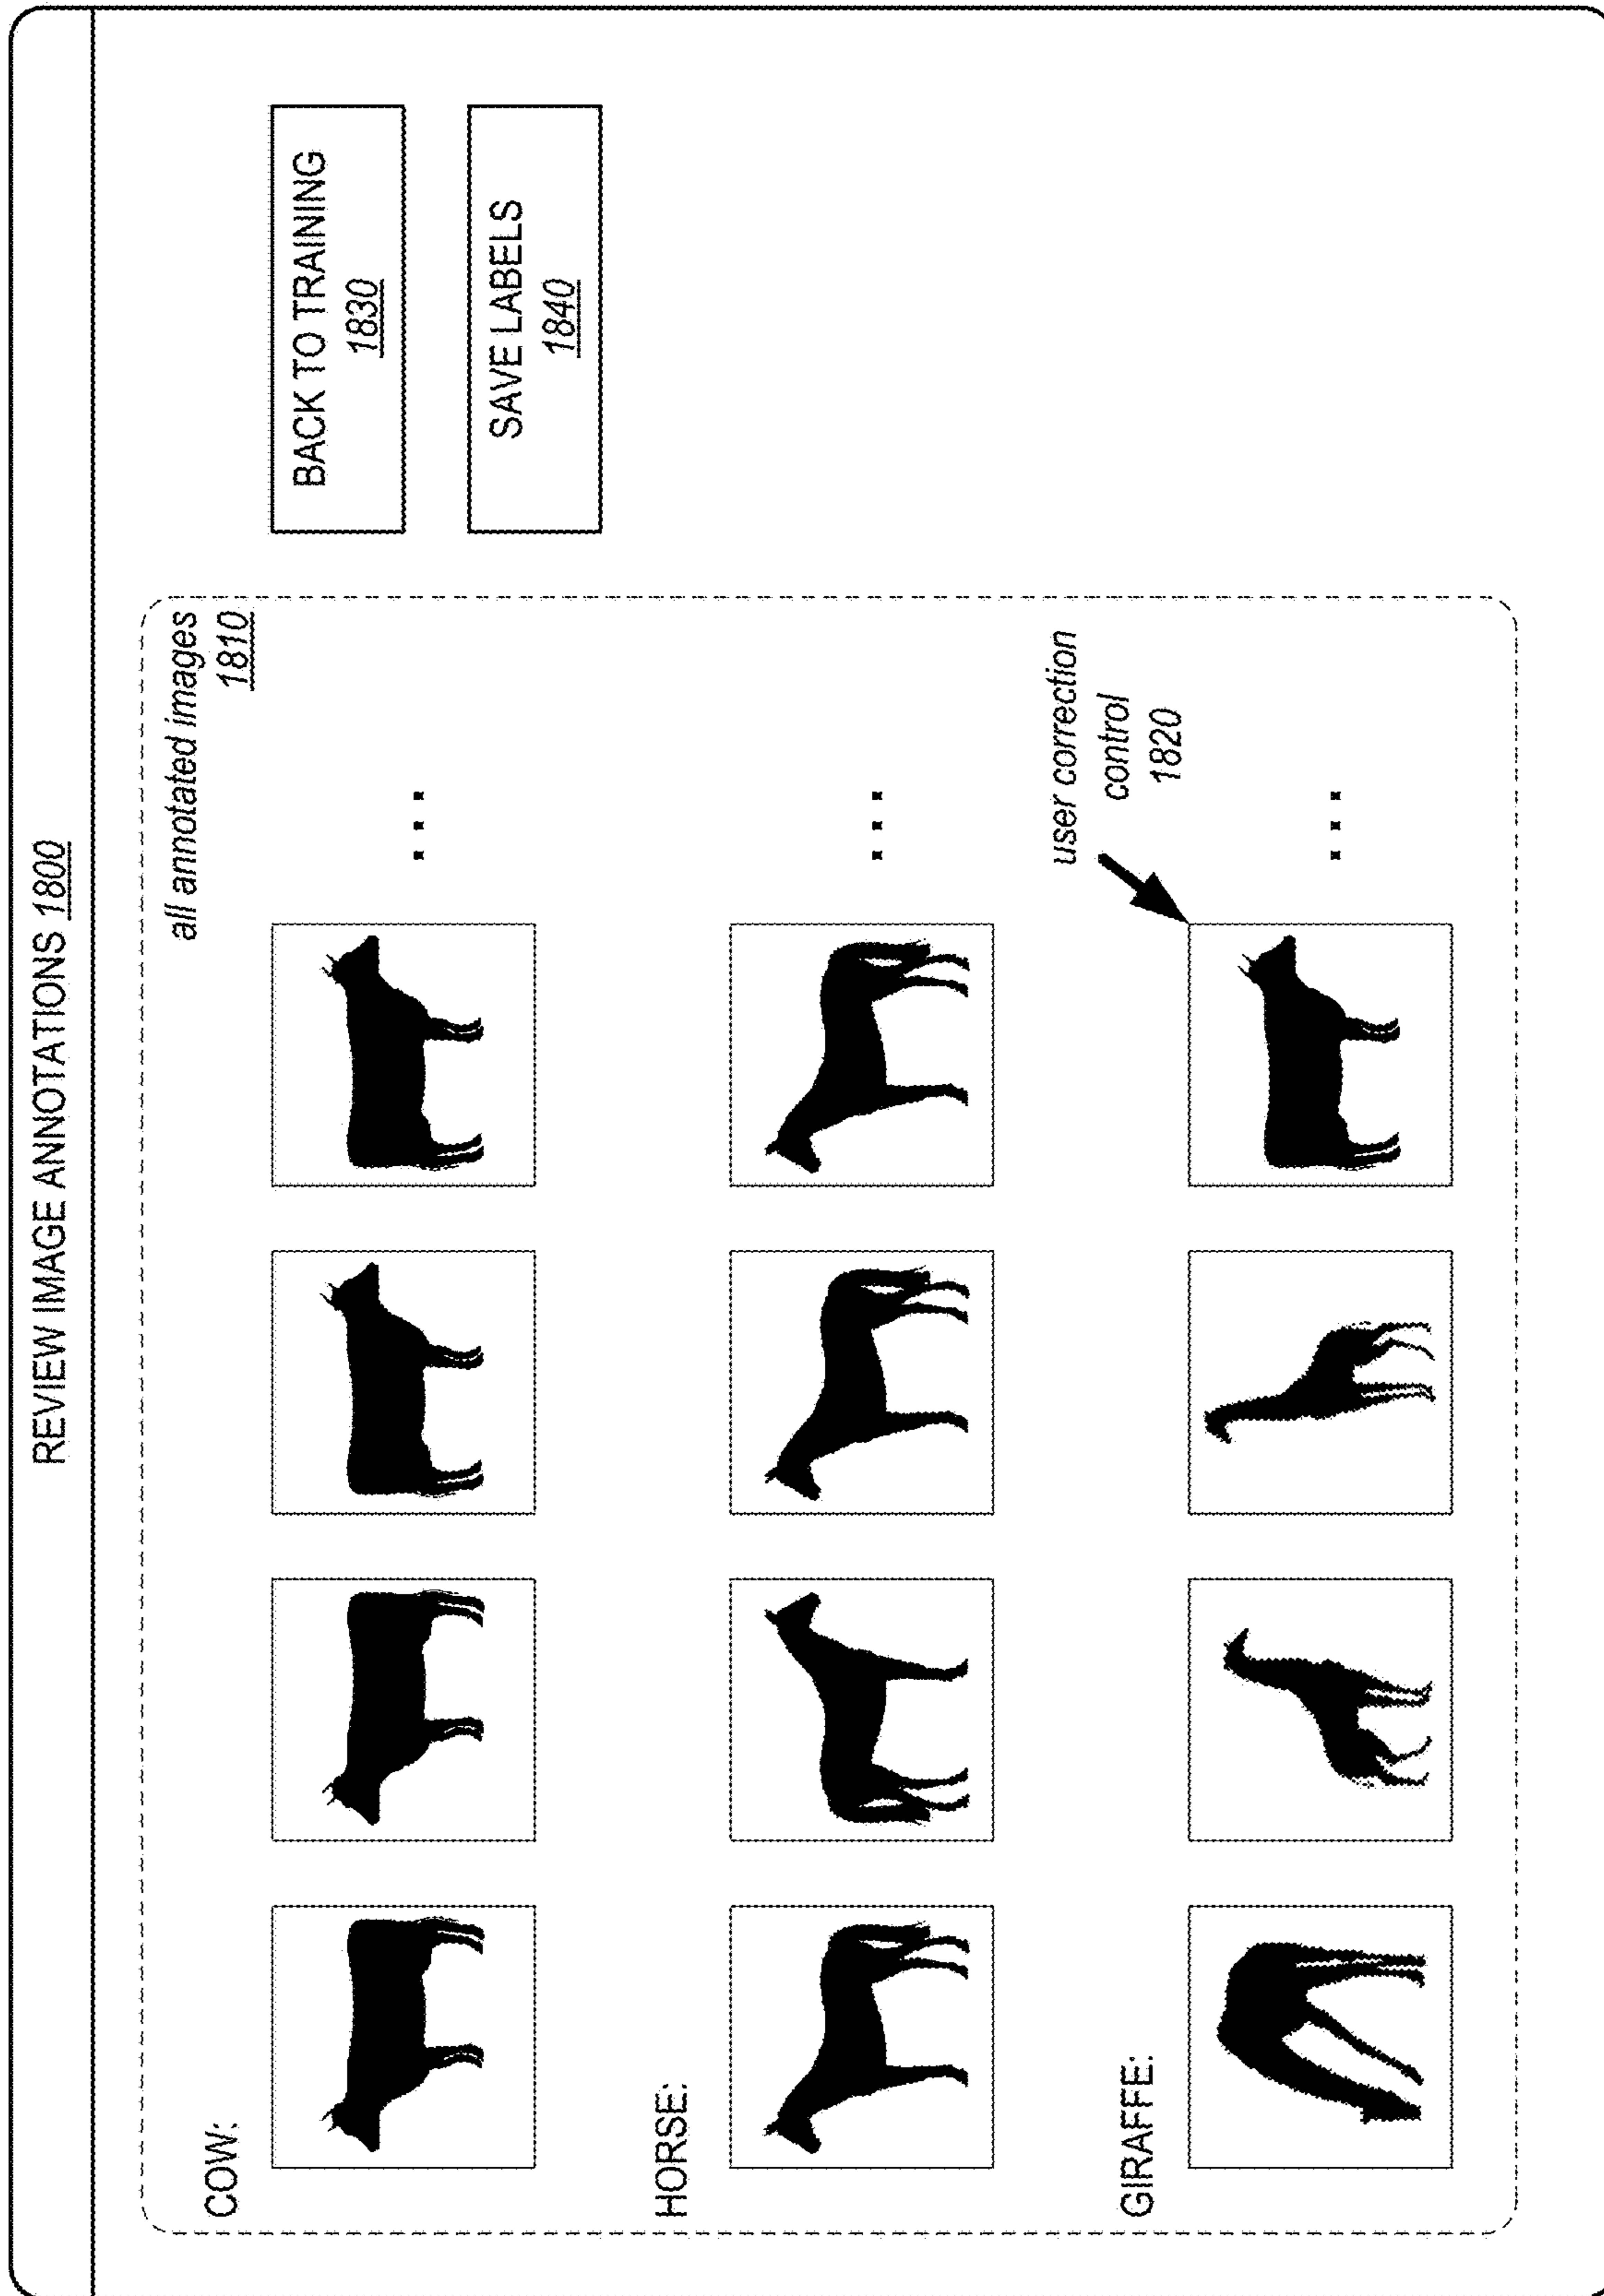 REVIEW IMAGE ANNOTATIONS 1800
all annotated images
1810
COW:
...
HORSE:
...
user correction
control
1820
GIRAFFE:
...
BACK TO TRAINING
1830
SAVE LABELS
1840